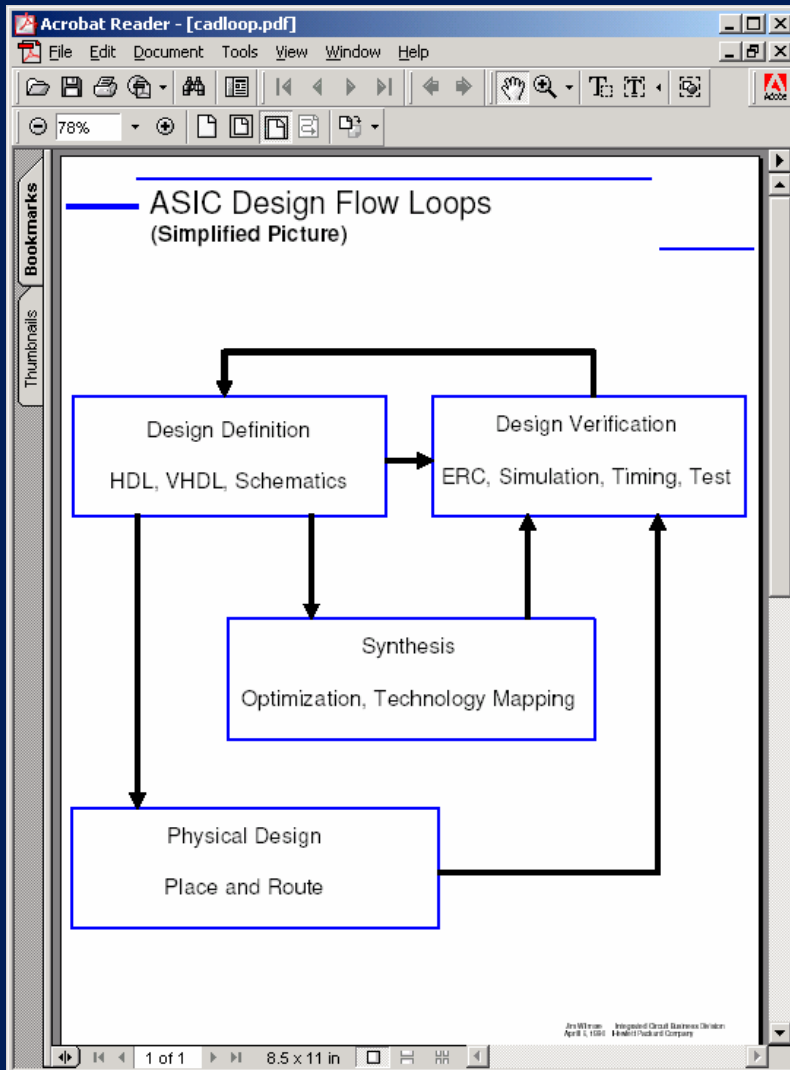 Acrobat Reader - [cadloop.pdf]
File Edit Document Tools View Window Help
Adobe
78%
Bookmarks
Thumbnails
ASIC Design Flow Loops
(Simplified Picture)
Design Definition
HDL, VHDL, Schematics
Design Verification
ERC, Simulation, Timing, Test
Synthesis
Optimization, Technology Mapping
Physical Design
Place and Route
Integrated Circuit Business Division
Hewlett Packard Company
1 of 1
8.5 x 11 in